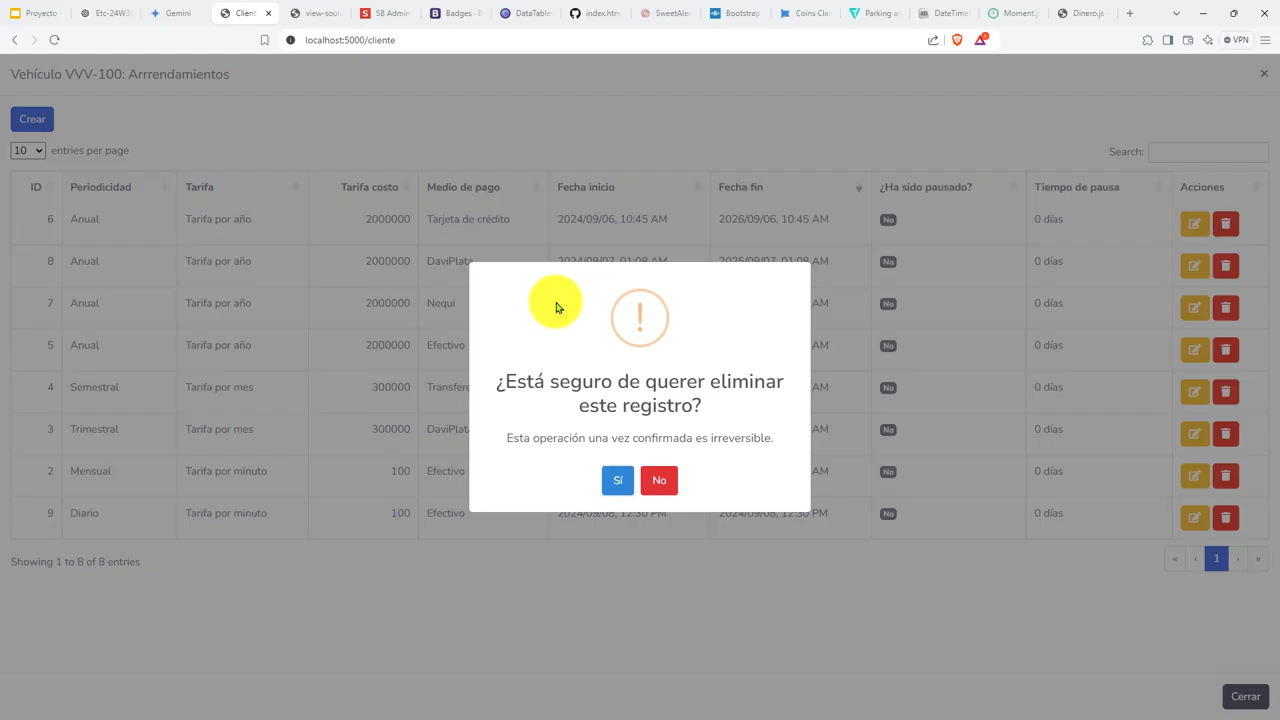 Proyecto
Etc-24W3
Gemini
Client
view-sour
SB Admin
Badges - B
DataTable
index.htm
SweetAler
Bootstrap
Coins Cla
Parking a
DateTime
Moment.j
Dinero.js
localhost:5000/cliente
VPN
Vehículo VVV-100: Arrrendamientos
Crear
10 entries per page
Search:
ID Periodicidad Tarifa Tarifa costo Medio de pago Fecha inicio Fecha fin ¿Ha sido pausado? Tiempo de pausa Acciones
6 Anual Tarifa por año 2000000 Tarjeta de crédito 2024/09/06, 10:45 AM 2026/09/06, 10:45 AM No 0 días
8 Anual Tarifa por año 2000000 DaviPlata 2024/09/07, 01:08 AM 2025/09/07, 01:08 AM No 0 días
7 Anual Tarifa por año 2000000 Nequi AM No 0 días
5 Anual Tarifa por año 2000000 Efectivo AM No 0 días
4 Semestral Tarifa por mes 300000 Transfere AM No 0 días
3 Trimestral Tarifa por mes 300000 DaviPlat AM No 0 días
2 Mensual Tarifa por minuto 100 Efectivo AM No 0 días
9 Diario Tarifa por minuto 100 Efectivo 2024/09/08, 12:30 PM 2024/09/08, 12:30 PM No 0 días
¿Está seguro de querer eliminar
este registro?
Esta operación una vez confirmada es irreversible.
Sí No
Showing 1 to 8 of 8 entries
« ‹ 1 › »
Cerrar